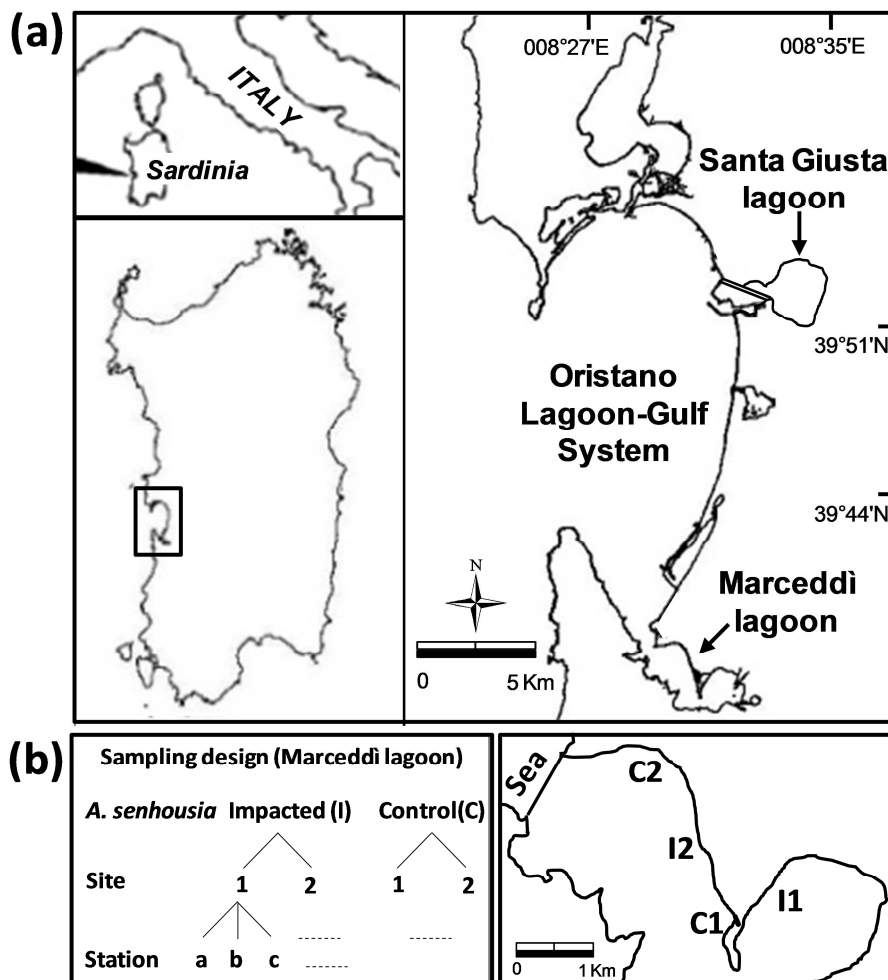 (a)
ITALY
Sardinia
008°27'E
008°35'E
Santa Giusta
lagoon
39°51'N
Oristano
Lagoon-Gulf
System
39°44'N
N
Marceddì
lagoon
0 5 Km
(b)
Sampling design (Marceddì lagoon)
A. senhousia Impacted (I) Control(C)
Site 1 2 1 2
Station a b c
Sea
C2
I2
C1
I1
0 1 Km